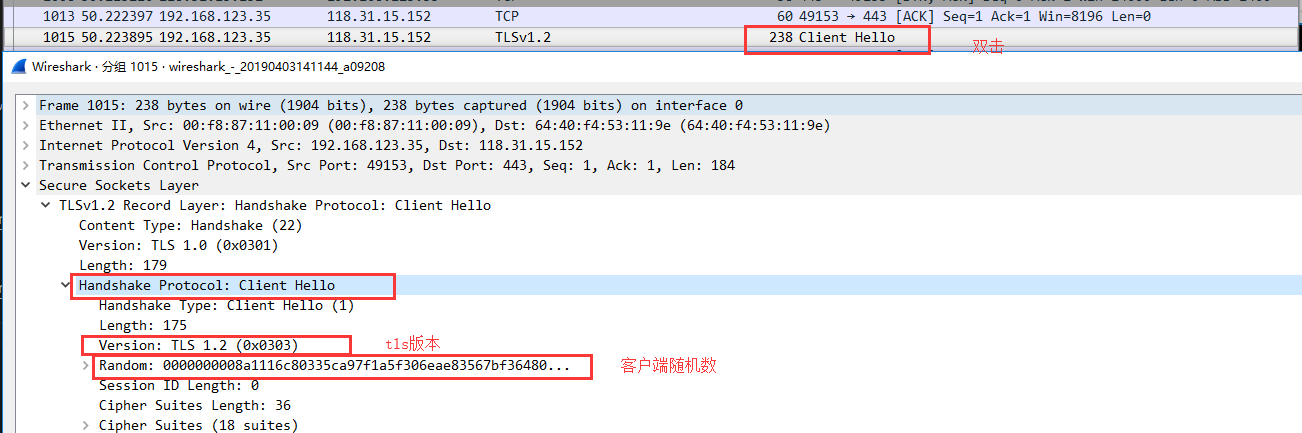 1013 50.222397 192.168.123.35 118.31.15.152 TCP 60 49153 → 443 [ACK] Seq=1 Ack=1 Win=8196 Len=0
1015 50.223895 192.168.123.35 118.31.15.152 TLSv1.2 238 Client Hello
双击
Wireshark · 分组 1015 · wireshark_-_20190403141144_a09208
Frame 1015: 238 bytes on wire (1904 bits), 238 bytes captured (1904 bits) on interface 0
Ethernet II, Src: 00:f8:87:11:00:09 (00:f8:87:11:00:09), Dst: 64:40:f4:53:11:9e (64:40:f4:53:11:9e)
Internet Protocol Version 4, Src: 192.168.123.35, Dst: 118.31.15.152
Transmission Control Protocol, Src Port: 49153, Dst Port: 443, Seq: 1, Ack: 1, Len: 184
Secure Sockets Layer
TLSv1.2 Record Layer: Handshake Protocol: Client Hello
Content Type: Handshake (22)
Version: TLS 1.0 (0x0301)
Length: 179
Handshake Protocol: Client Hello
Handshake Type: Client Hello (1)
Length: 175
Version: TLS 1.2 (0x0303) tls版本
Random: 0000000008a1116c80335ca97f1a5f306eae83567bf36480... 客户端随机数
Session ID Length: 0
Cipher Suites Length: 36
Cipher Suites (18 suites)